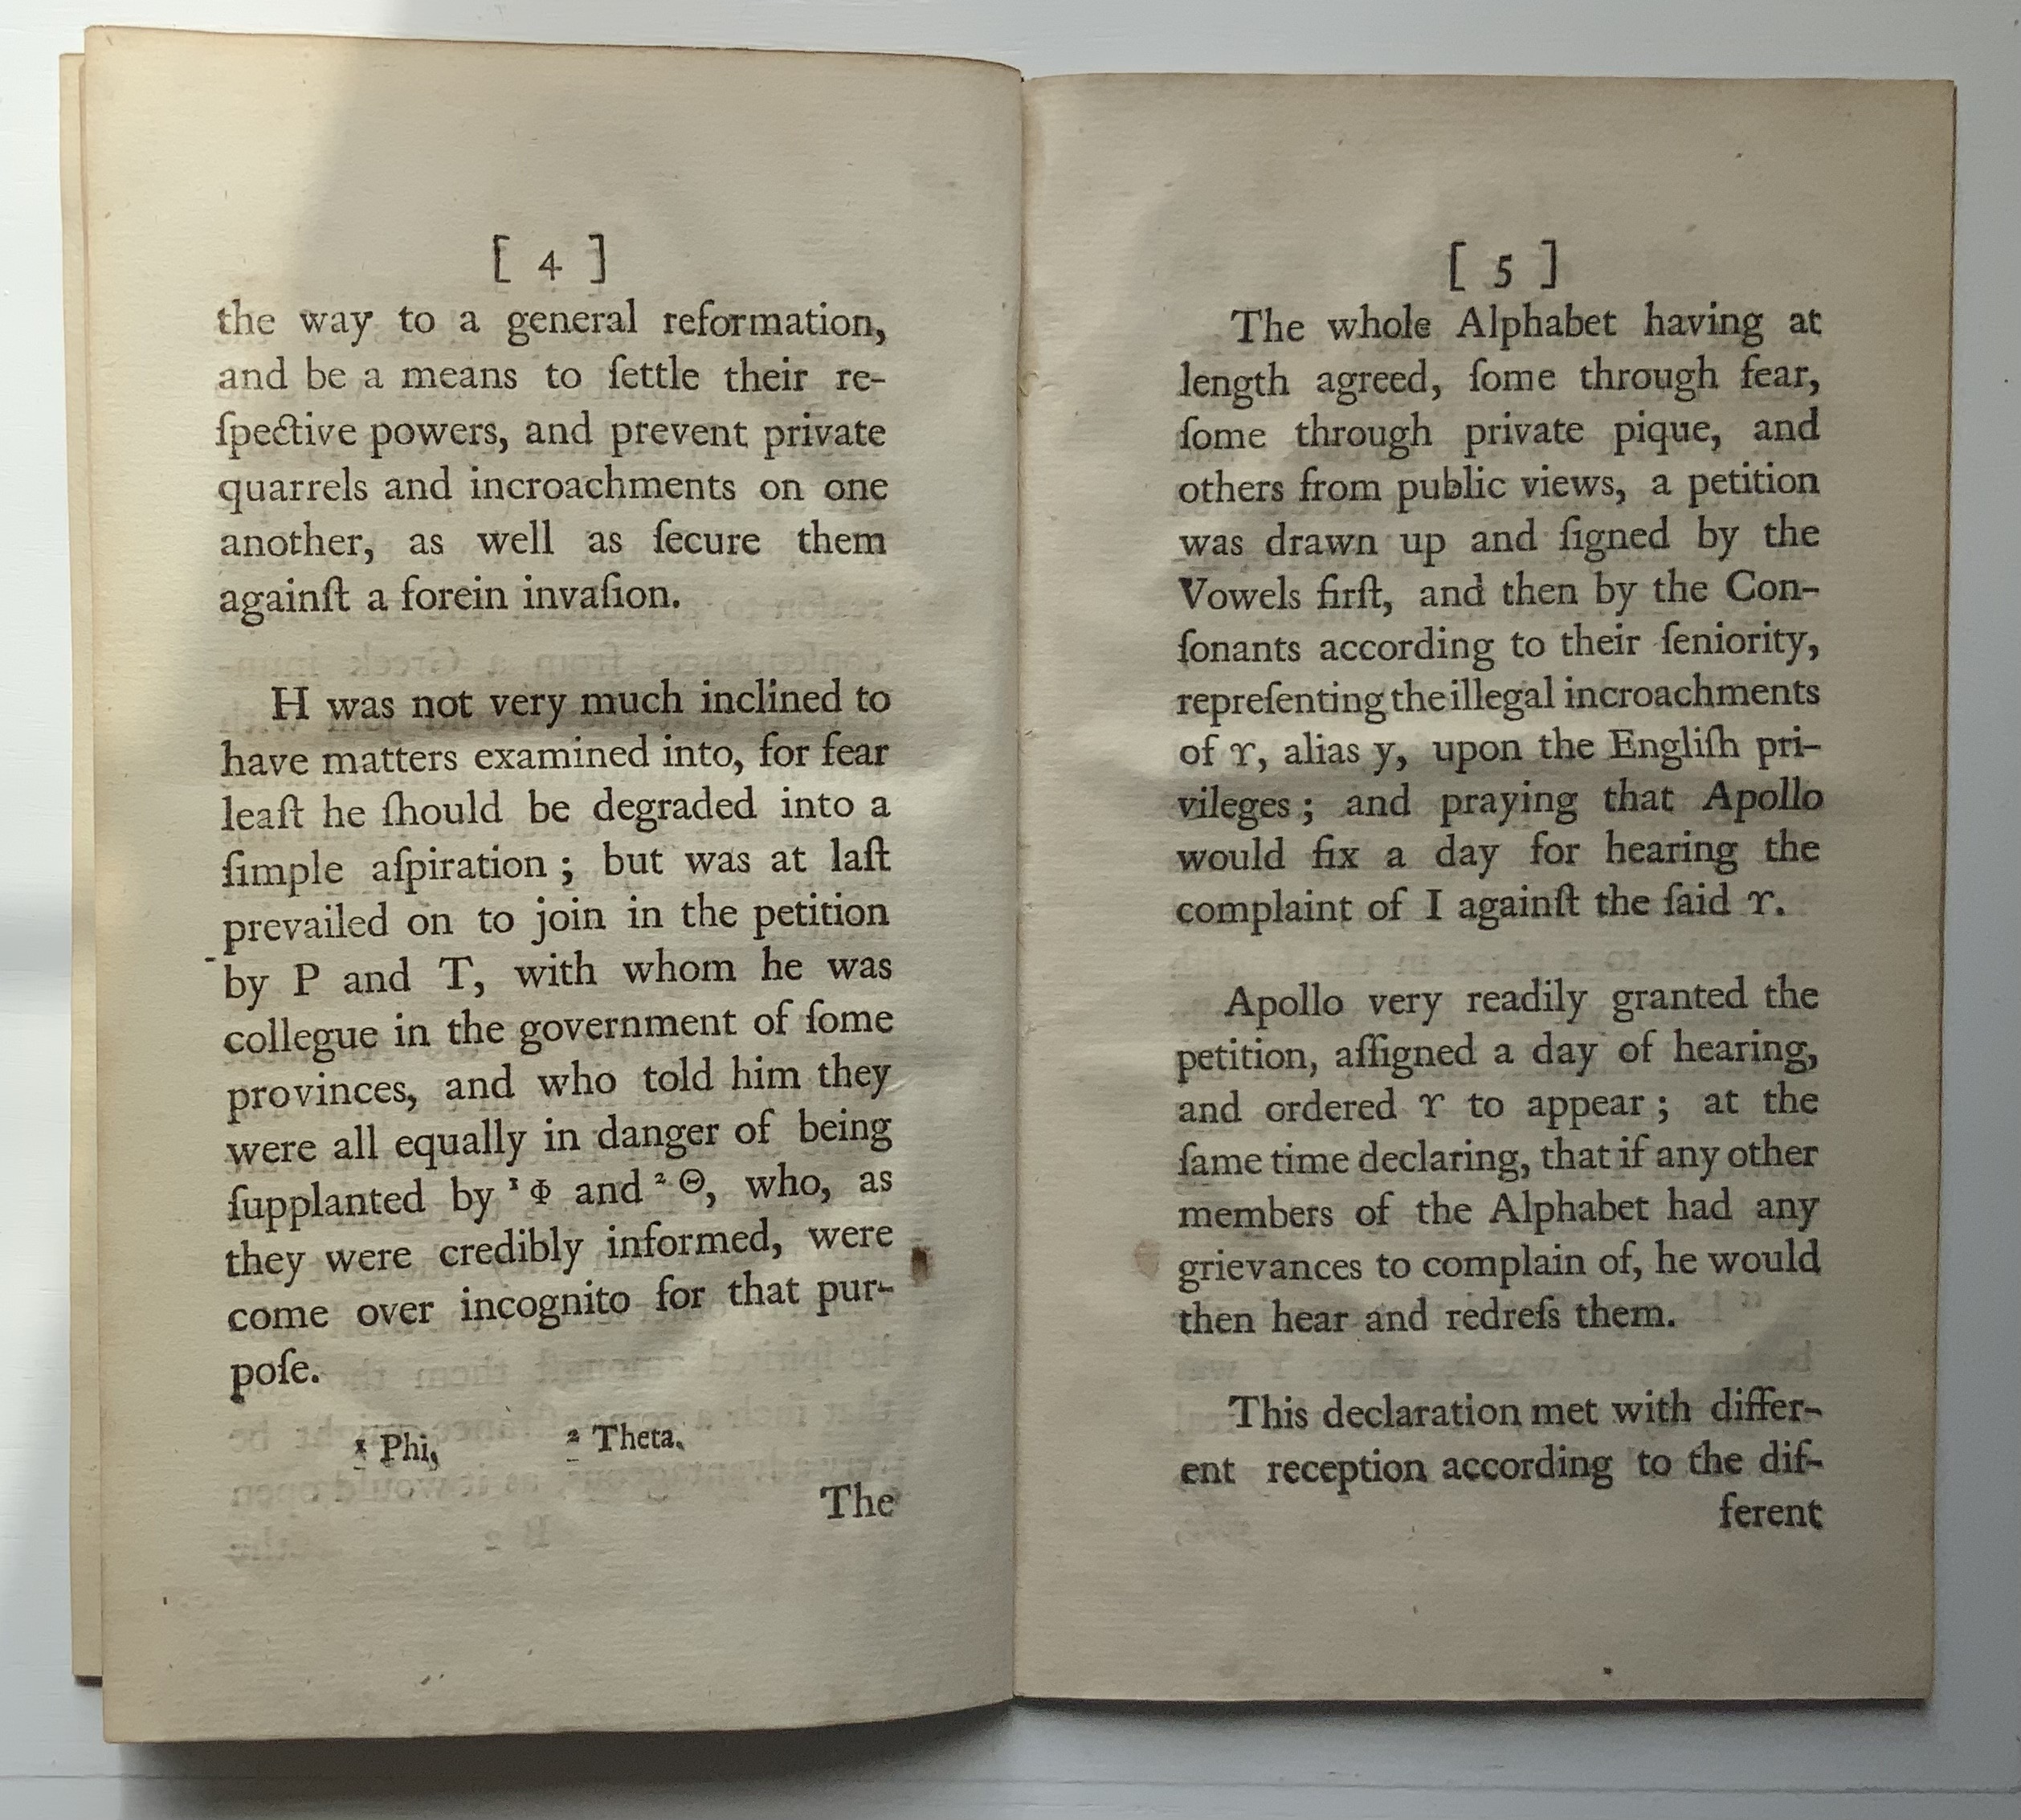 [ 4 ]
the way to a general reformation,
and be a means to ſettle their re-
ſpective powers, and prevent private
quarrels and incroachments on one
another, as well as ſecure them
againſt a forein invaſion.
H was not very much inclined to
have matters examined into, for fear
leaſt he ſhould be degraded into a
ſimple aſpiration ; but was at laſt
prevailed on to join in the petition
by P and T, with whom he was
collegue in the government of ſome
provinces, and who told him they
were all equally in danger of being
ſupplanted by ¹ Φ and ² Θ, who, as
they were credibly informed, were
come over incognito for that pur-
poſe.
¹ Phi, ² Theta.
The
[ 5 ]
The whole Alphabet having at
length agreed, ſome through fear,
ſome through private pique, and
others from public views, a petition
was drawn up and ſigned by the
Vowels firſt, and then by the Con-
ſonants according to their ſeniority,
repreſenting the illegal incroachments
of ϒ, alias y, upon the Engliſh pri-
vileges ; and praying that Apollo
would fix a day for hearing the
complaint of I againſt the ſaid ϒ.
Apollo very readily granted the
petition, aſſigned a day of hearing,
and ordered ϒ to appear ; at the
ſame time declaring, that if any other
members of the Alphabet had any
grievances to complain of, he would
then hear and redreſs them.
This declaration met with differ-
ent reception according to the dif-
ferent